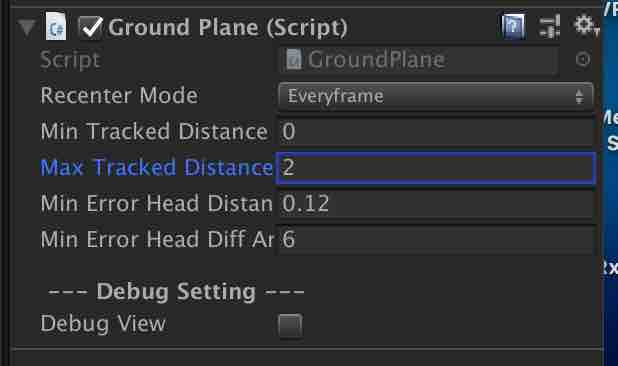 Ground Plane (Script)
Script GroundPlane
Recenter Mode Everyframe
Min Tracked Distance 0
Max Tracked Distance 2
Min Error Head Distan 0.12
Min Error Head Diff Ar 6
--- Debug Setting ---
Debug View